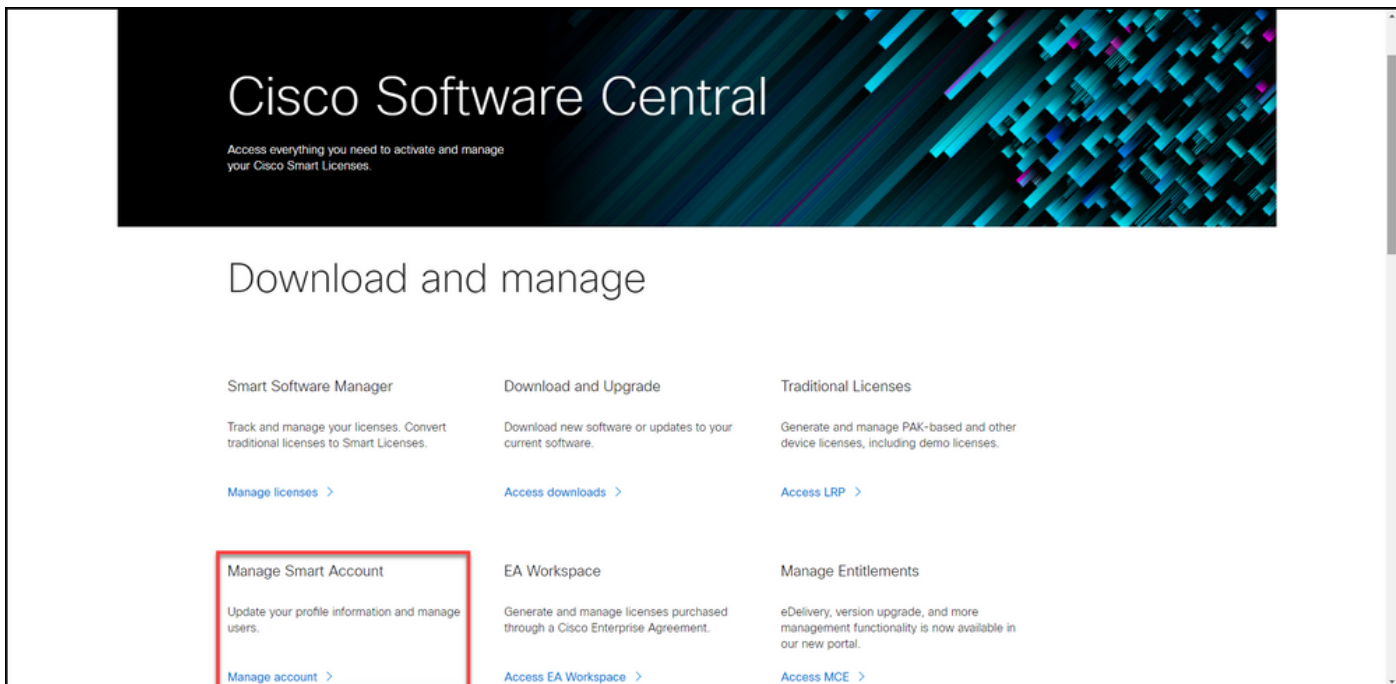 Cisco Software Central
Access everything you need to activate and manage
your Cisco Smart Licenses.
Download and manage
Smart Software Manager
Track and manage your licenses. Convert
traditional licenses to Smart Licenses.
Manage licenses >
Download and Upgrade
Download new software or updates to your
current software.
Access downloads >
Traditional Licenses
Generate and manage PAK-based and other
device licenses, including demo licenses.
Access LRP >
Manage Smart Account
Update your profile information and manage
users.
Manage account >
EA Workspace
Generate and manage licenses purchased
through a Cisco Enterprise Agreement.
Access EA Workspace >
Manage Entitlements
eDelivery, version upgrade, and more
management functionality is now available in
our new portal.
Access MCE >